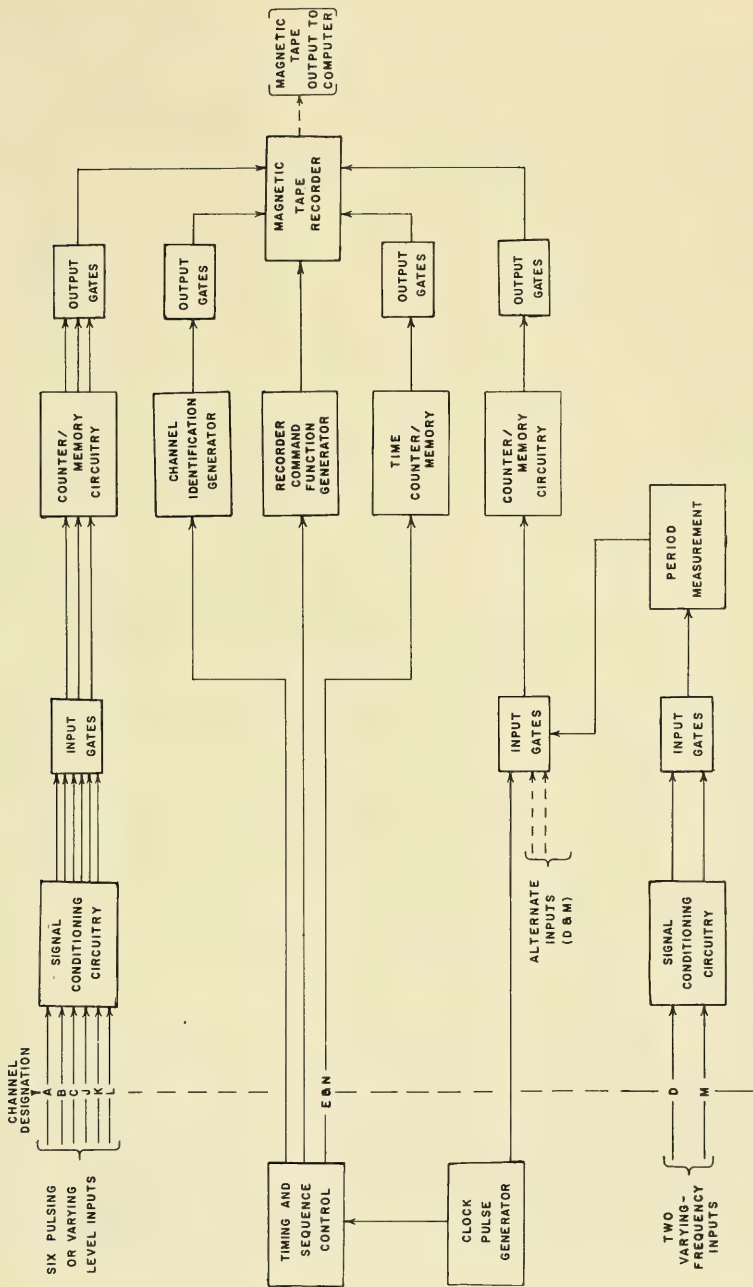 CHANNEL
DESIGNATION
SIX PULSING
OR VARYING
LEVEL INPUTS
A
B
C
J
K
L
SIGNAL
CONDITIONING
CIRCUITRY
INPUT
GATES
COUNTER/
MEMORY
CIRCUITRY
OUTPUT
GATES
TIMING AND
SEQUENCE
CONTROL
E & N
CHANNEL
IDENTIFICATION
GENERATOR
OUTPUT
GATES
RECORDER
COMMAND
FUNCTION
GENERATOR
MAGNETIC
TAPE
RECORDER
MAGNETIC
TAPE
OUTPUT TO
COMPUTER
TIME
COUNTER/
MEMORY
OUTPUT
GATES
CLOCK
PULSE
GENERATOR
ALTERNATE
INPUTS
(D & M)
INPUT
GATES
COUNTER/
MEMORY
CIRCUITRY
OUTPUT
GATES
TWO
VARYING-
FREQUENCY
INPUTS
D
M
SIGNAL
CONDITIONING
CIRCUITRY
INPUT
GATES
PERIOD
MEASUREMENT